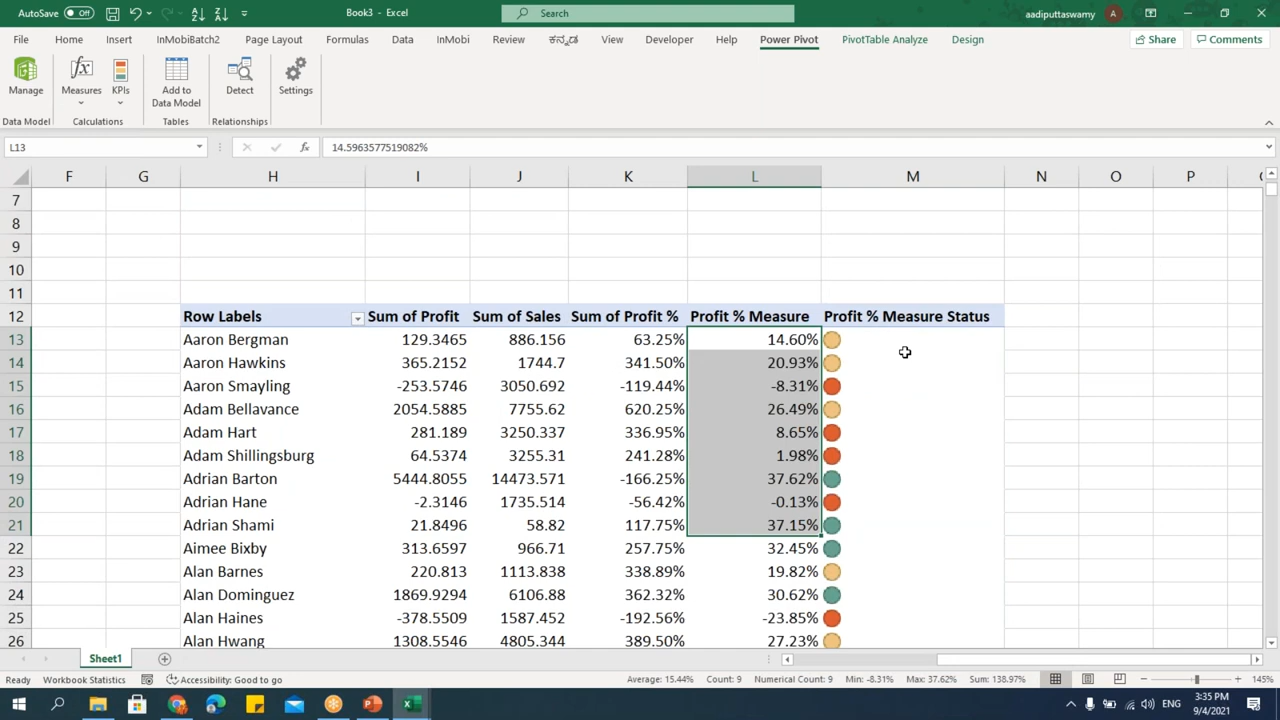 AutoSave Off Book3 - Excel Search aadiputtaswamy A
File Home Insert InMobiBatch2 Page Layout Formulas Data InMobi Review ಕನ್ನಡ View Developer Help Power Pivot PivotTable Analyze Design Share Comments
Manage Measures KPIs Add to Data Model Detect Settings
Data Model Calculations Tables Relationships
L13 fx 14.5963577519082%
F G H I J K L M N O P
7
8
9
10
11
12 Row Labels Sum of Profit Sum of Sales Sum of Profit % Profit % Measure Profit % Measure Status
13 Aaron Bergman 129.3465 886.156 63.25% 14.60%
14 Aaron Hawkins 365.2152 1744.7 341.50% 20.93%
15 Aaron Smayling -253.5746 3050.692 -119.44% -8.31%
16 Adam Bellavance 2054.5885 7755.62 620.25% 26.49%
17 Adam Hart 281.189 3250.337 336.95% 8.65%
18 Adam Shillingsburg 64.5374 3255.31 241.28% 1.98%
19 Adrian Barton 5444.8055 14473.571 -166.25% 37.62%
20 Adrian Hane -2.3146 1735.514 -56.42% -0.13%
21 Adrian Shami 21.8496 58.82 117.75% 37.15%
22 Aimee Bixby 313.6597 966.71 257.75% 32.45%
23 Alan Barnes 220.813 1113.838 338.89% 19.82%
24 Alan Dominguez 1869.9294 6106.88 362.32% 30.62%
25 Alan Haines -378.5509 1587.452 -192.56% -23.85%
26 Alan Hwang 1308.5546 4805.344 389.50% 27.23%
Sheet1
Ready Workbook Statistics Accessibility: Good to go Average: 15.44% Count: 9 Numerical Count: 9 Min: -8.31% Max: 37.62% Sum: 138.97% 145%
ENG 3:35 PM
9/4/2021